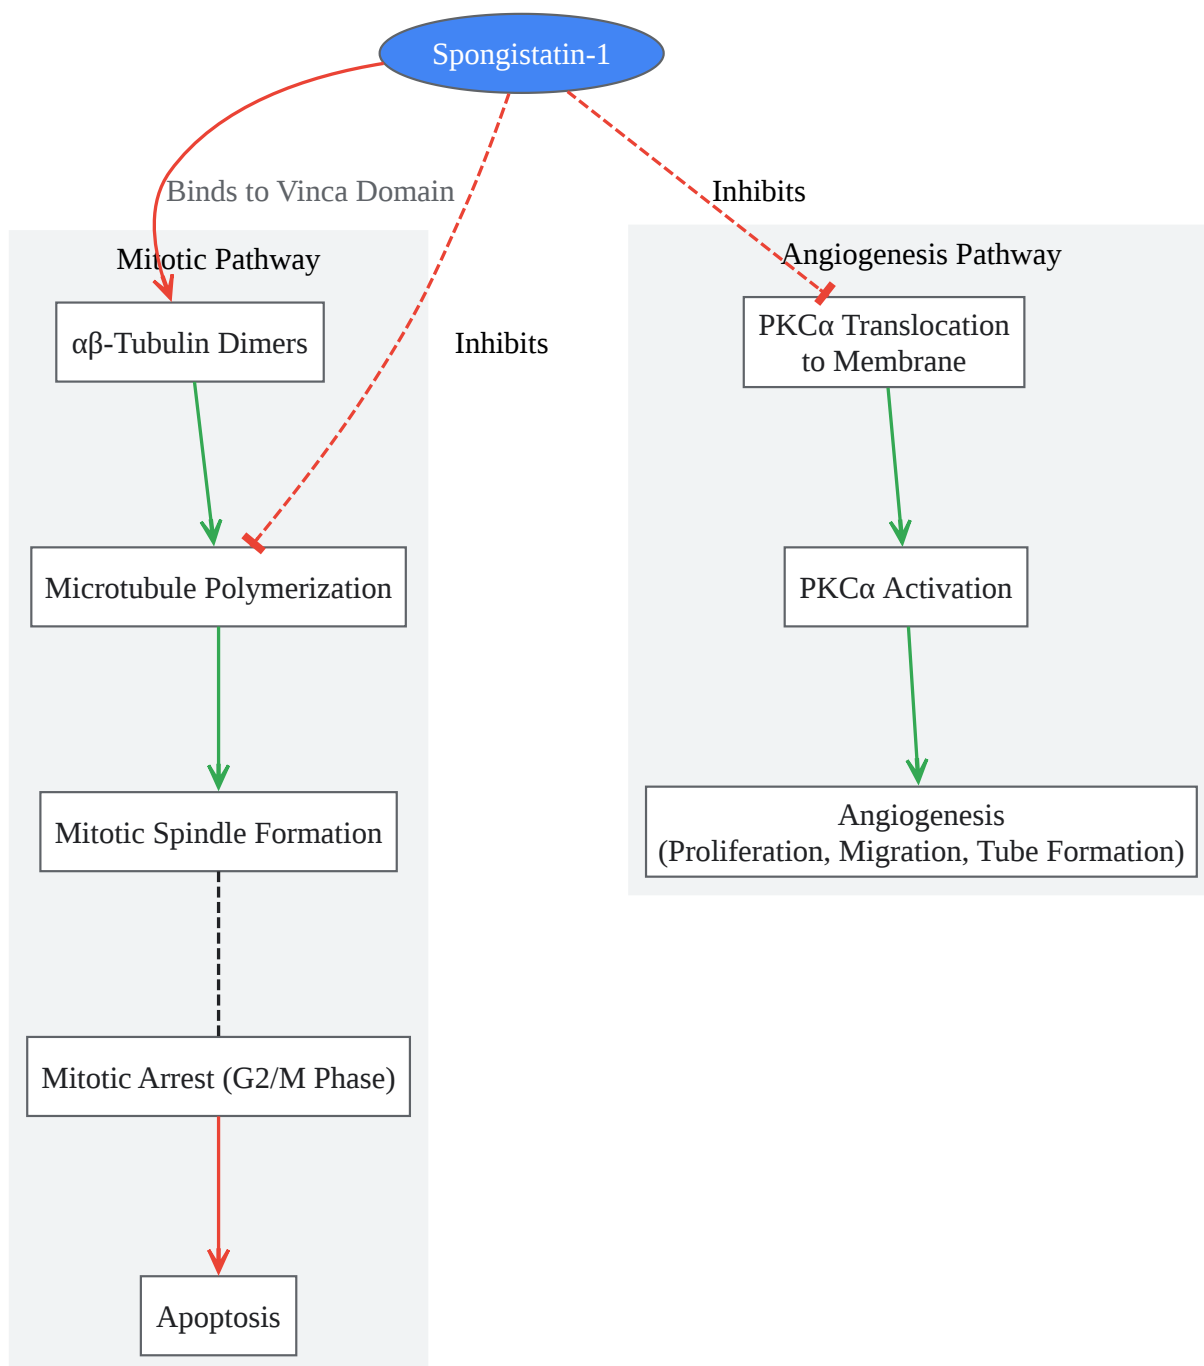 Spongistatin-1
Binds to Vinca Domain
Inhibits
Mitotic Pathway
αβ-Tubulin Dimers
Inhibits
Microtubule Polymerization
Mitotic Spindle Formation
Mitotic Arrest (G2/M Phase)
Apoptosis
Angiogenesis Pathway
PKCα Translocation
to Membrane
PKCα Activation
Angiogenesis
(Proliferation, Migration, Tube Formation)